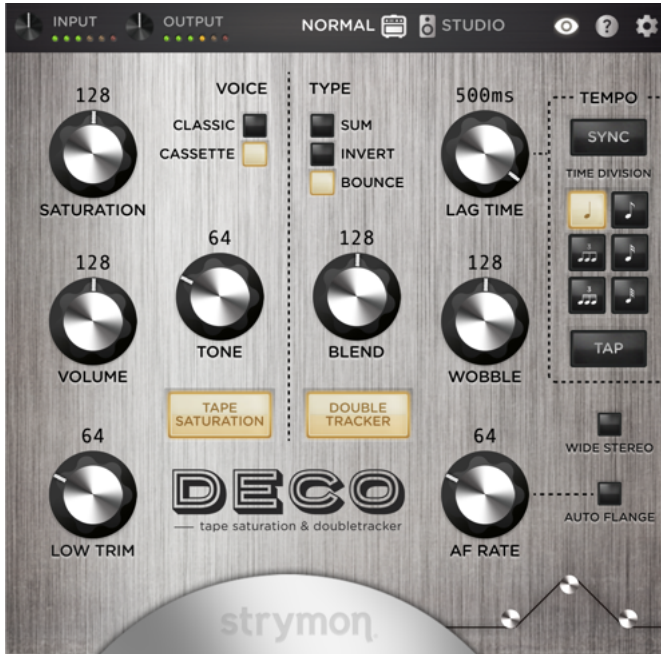 INPUT
OUTPUT
NORMAL
STUDIO
?
128
SATURATION
VOICE
CLASSIC
CASSETTE
TYPE
SUM
INVERT
BOUNCE
500ms
LAG TIME
TEMPO
SYNC
TIME DIVISION
3
3
TAP
128
VOLUME
64
TONE
128
BLEND
128
WOBBLE
TAPE
SATURATION
DOUBLE
TRACKER
WIDE STEREO
64
LOW TRIM
DECO
tape saturation & doubletracker
64
AF RATE
AUTO FLANGE
strymon